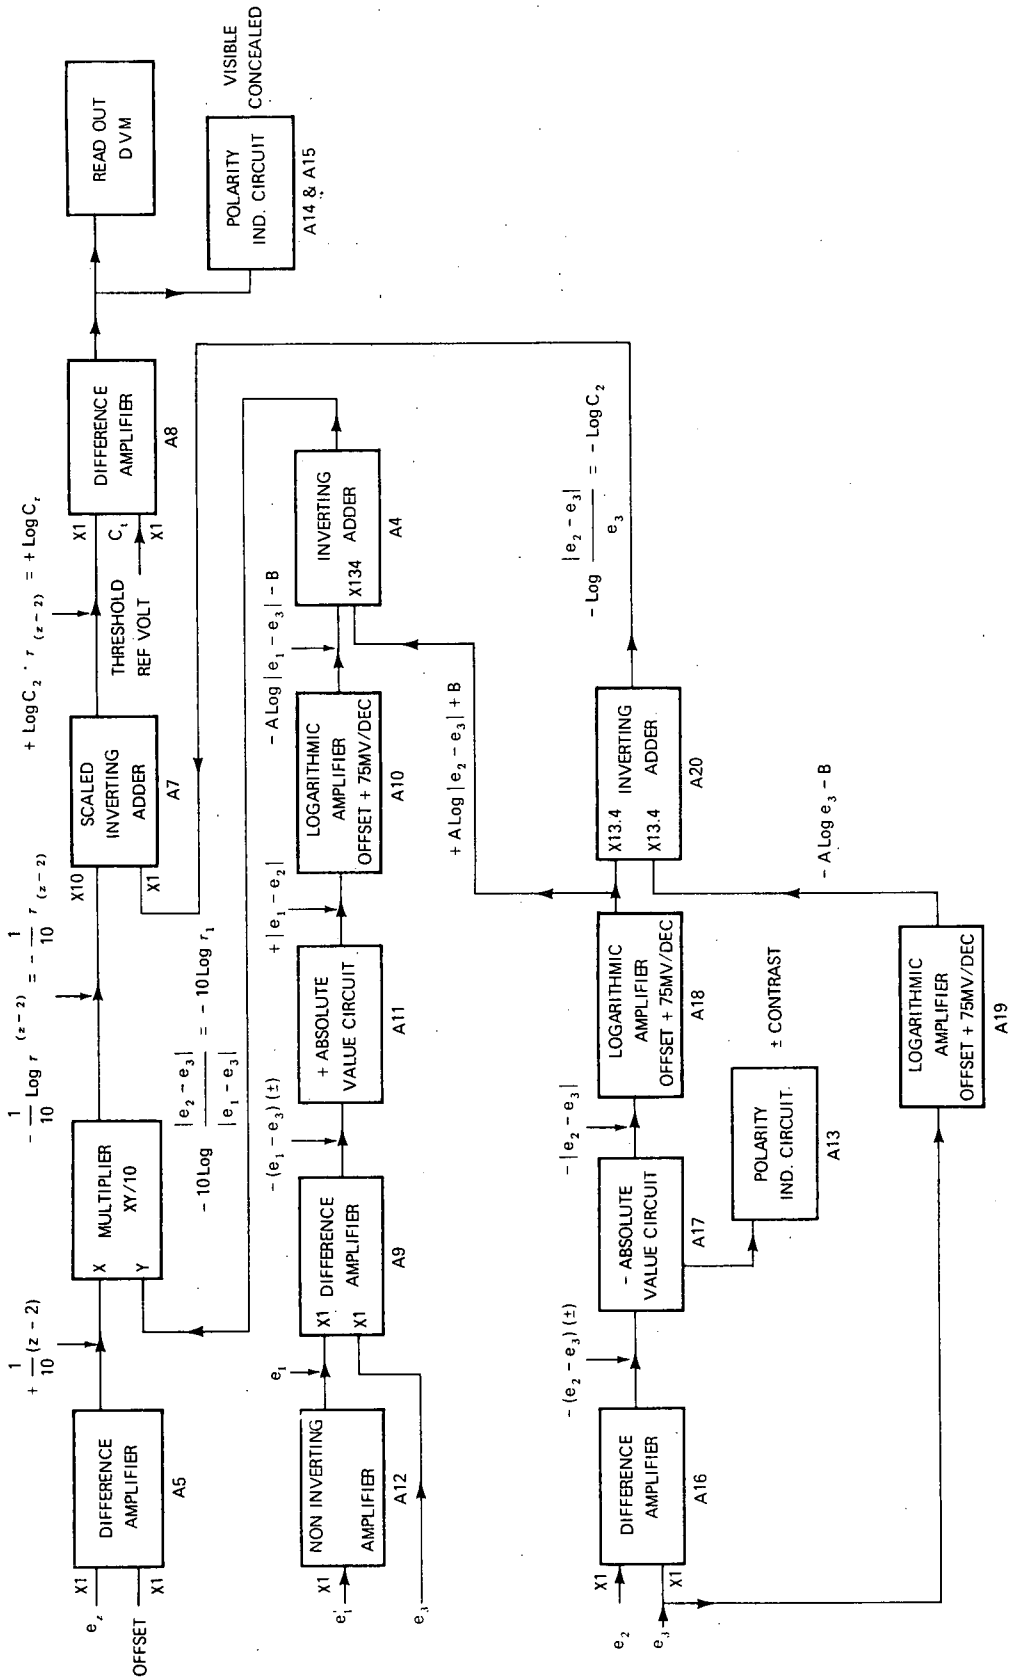 e_z
X1
OFFSET
X1
DIFFERENCE
AMPLIFIER
A5
+ 1/10 (z – 2)
X
Y
MULTIPLIER
XY/10
– 1/10 Log r (z – 2) = – 1/10 r (z – 2)
X10
X1
SCALED
INVERTING
ADDER
A7
+ Log C₂ · r (z – 2) = + Log C_z
THRESHOLD
REF VOLT
X1
C_t
X1
DIFFERENCE
AMPLIFIER
A8
READ OUT
DVM
POLARITY
IND. CIRCUIT
A14 & A15
VISIBLE
CONCEALED
– 10 Log |e₂ – e₃| / |e₁ – e₃| = – 10 Log r₁
e₁'
X1
NON INVERTING
AMPLIFIER
A12
e₃
e₁
X1
X1
DIFFERENCE
AMPLIFIER
A9
– (e₁ – e₃) (±)
+ ABSOLUTE
VALUE CIRCUIT
A11
+ |e₁ – e₂|
LOGARITHMIC
AMPLIFIER
OFFSET + 75MV/DEC
A10
– A Log |e₁ – e₃| – B
INVERTING
X134 ADDER
A4
+ A Log |e₂ – e₃| + B
e₂
X1
e₃
X1
DIFFERENCE
AMPLIFIER
A16
– (e₂ – e₃) (±)
– ABSOLUTE
VALUE CIRCUIT
A17
POLARITY
IND. CIRCUIT.
A13
± CONTRAST
– |e₂ – e₃|
LOGARITHMIC
AMPLIFIER
OFFSET + 75MV/DEC
A18
X13.4
X13.4
INVERTING
ADDER
A20
– Log |e₂ – e₃| / e₃ = – Log C₂
LOGARITHMIC
AMPLIFIER
OFFSET + 75MV/DEC
A19
– A Log e₃ – B